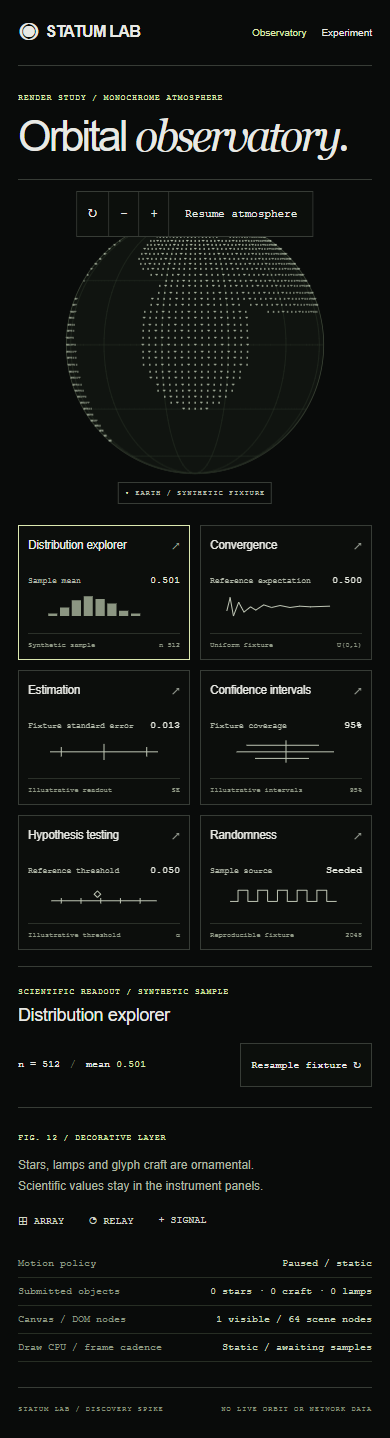 STATUM LAB
Observatory Experiment
RENDER STUDY / MONOCHROME ATMOSPHERE
Orbital observatory.
↻ − + Resume atmosphere
• EARTH / SYNTHETIC FIXTURE
Distribution explorer ↗
Sample mean 0.501
Synthetic sample n 512
Convergence ↗
Reference expectation 0.500
Uniform fixture U(0,1)
Estimation ↗
Fixture standard error 0.013
Illustrative readout SE
Confidence intervals ↗
Fixture coverage 95%
Illustrative intervals 95%
Hypothesis testing ↗
Reference threshold 0.050
Illustrative threshold α
Randomness ↗
Sample source Seeded
Reproducible fixture 2048
SCIENTIFIC READOUT / SYNTHETIC SAMPLE
Distribution explorer
n = 512 / mean 0.501
Resample fixture ↻
FIG. 12 / DECORATIVE LAYER
Stars, lamps and glyph craft are ornamental.
Scientific values stay in the instrument panels.
⊞ ARRAY ◔ RELAY + SIGNAL
Motion policy Paused / static
Submitted objects 0 stars · 0 craft · 0 lamps
Canvas / DOM nodes 1 visible / 64 scene nodes
Draw CPU / frame cadence Static / awaiting samples
STATUM LAB / DISCOVERY SPIKE NO LIVE ORBIT OR NETWORK DATA